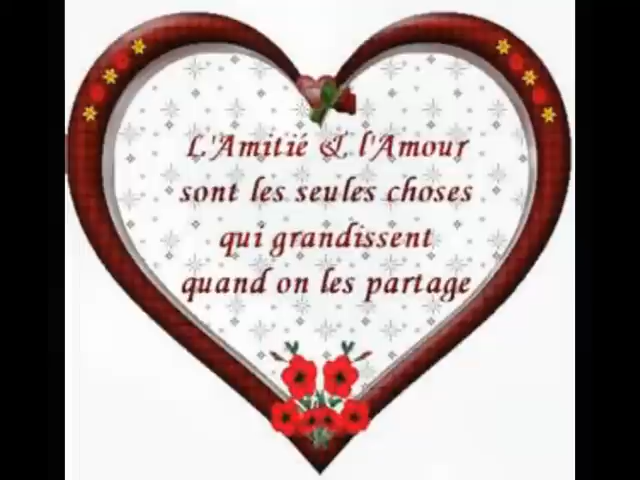 L'Amitié & l'Amour
sont les seules choses
qui grandissent
quand on les partage